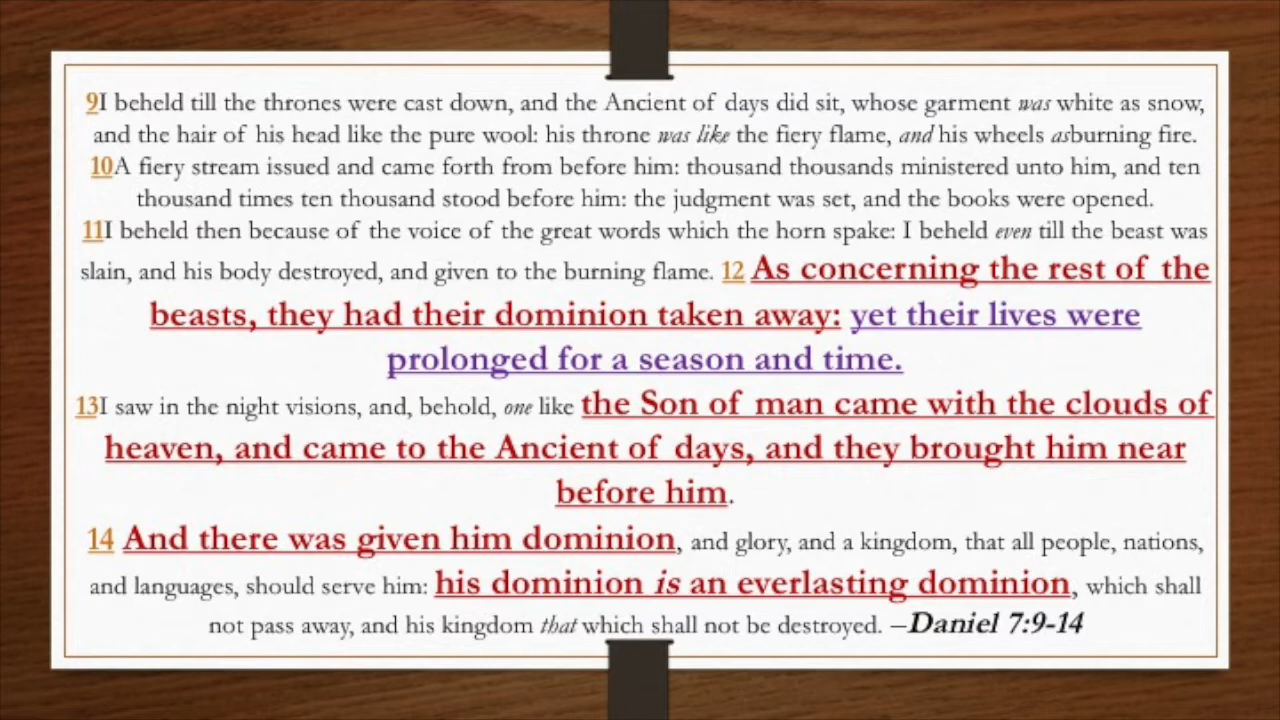 9I beheld till the thrones were cast down, and the Ancient of days did sit, whose garment was white as snow,
and the hair of his head like the pure wool: his throne was like the fiery flame, and his wheels asburning fire.
10A fiery stream issued and came forth from before him: thousand thousands ministered unto him, and ten
thousand times ten thousand stood before him: the judgment was set, and the books were opened.
11I beheld then because of the voice of the great words which the horn spake: I beheld even till the beast was
slain, and his body destroyed, and given to the burning flame. 12 As concerning the rest of the
beasts, they had their dominion taken away: yet their lives were
prolonged for a season and time.
13I saw in the night visions, and, behold, one like the Son of man came with the clouds of
heaven, and came to the Ancient of days, and they brought him near
before him.
14 And there was given him dominion, and glory, and a kingdom, that all people, nations,
and languages, should serve him: his dominion is an everlasting dominion, which shall
not pass away, and his kingdom that which shall not be destroyed. –Daniel 7:9-14